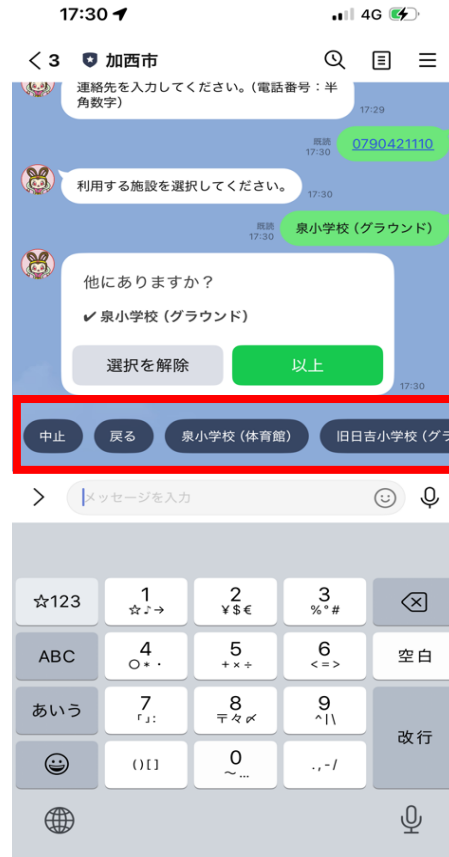 17:30
4G
3 加西市
連絡先を入力してください。(電話番号：半
角数字)
17:29
既読
17:30
0790421110
利用する施設を選択してください。
17:30
既読
17:30
泉小学校 (グラウンド)
他にありますか？
✔ 泉小学校 (グラウンド)
選択を解除
以上
17:30
中止
戻る
泉小学校 (体育館)
旧日吉小学校 (グラ
メッセージを入力
☆123
1
☆♪→
2
¥$€
3
%°#
ABC
4
○*・
5
+×÷
6
<=>
空白
あいう
7
「」:
8
〒々〆
9
^|\
改行
()[]
0
〜…
.,-/